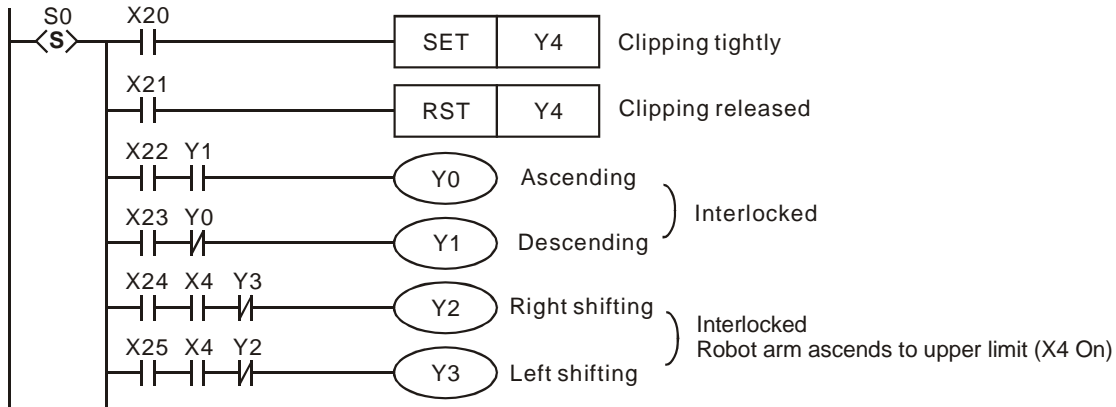 S0 X20
S SET Y4 Clipping tightly
X21
RST Y4 Clipping released
X22 Y1
Y0 Ascending
Interlocked
X23 Y0
Y1 Descending
X24 X4 Y3
Y2 Right shifting
Interlocked
Robot arm ascends to upper limit (X4 On)
X25 X4 Y2
Y3 Left shifting